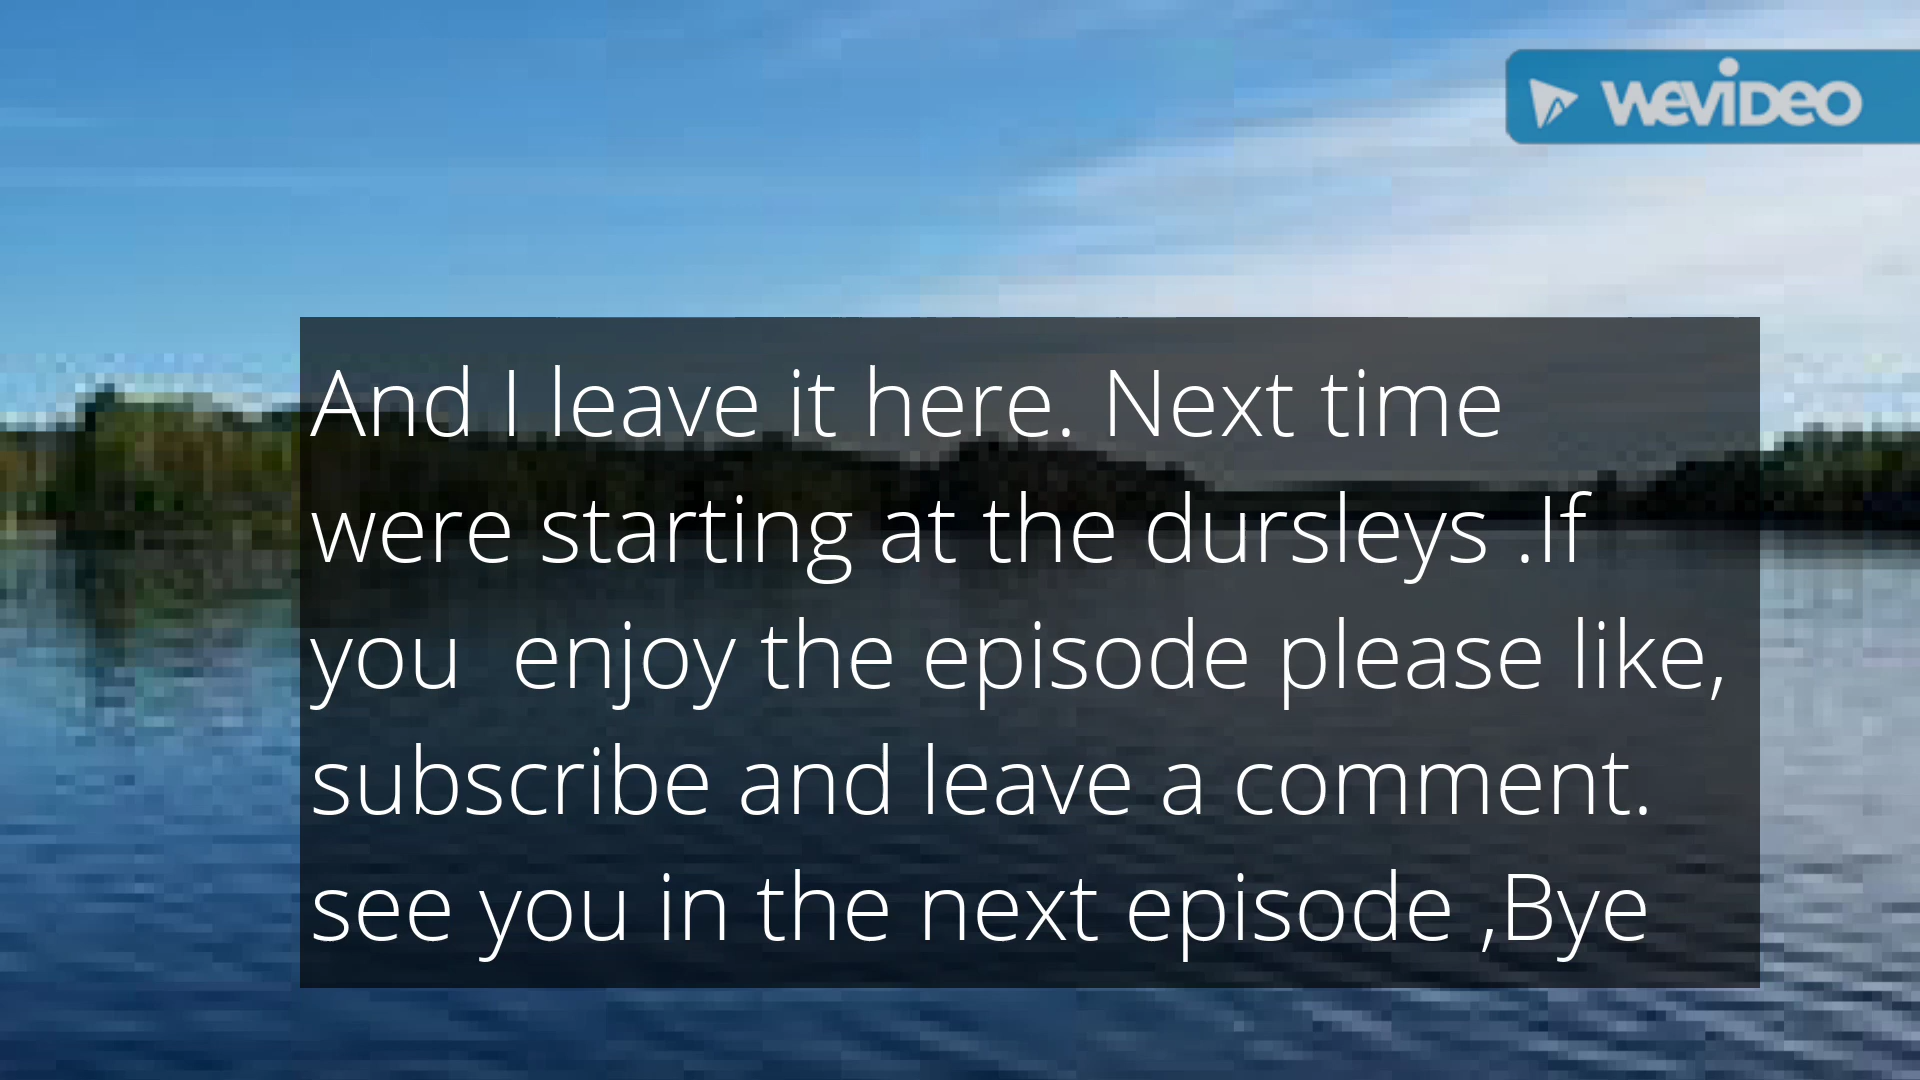 WEVIDEO
And I leave it here. Next time
were starting at the dursleys .If
you  enjoy the episode please like,
subscribe and leave a comment.
see you in the next episode ,Bye